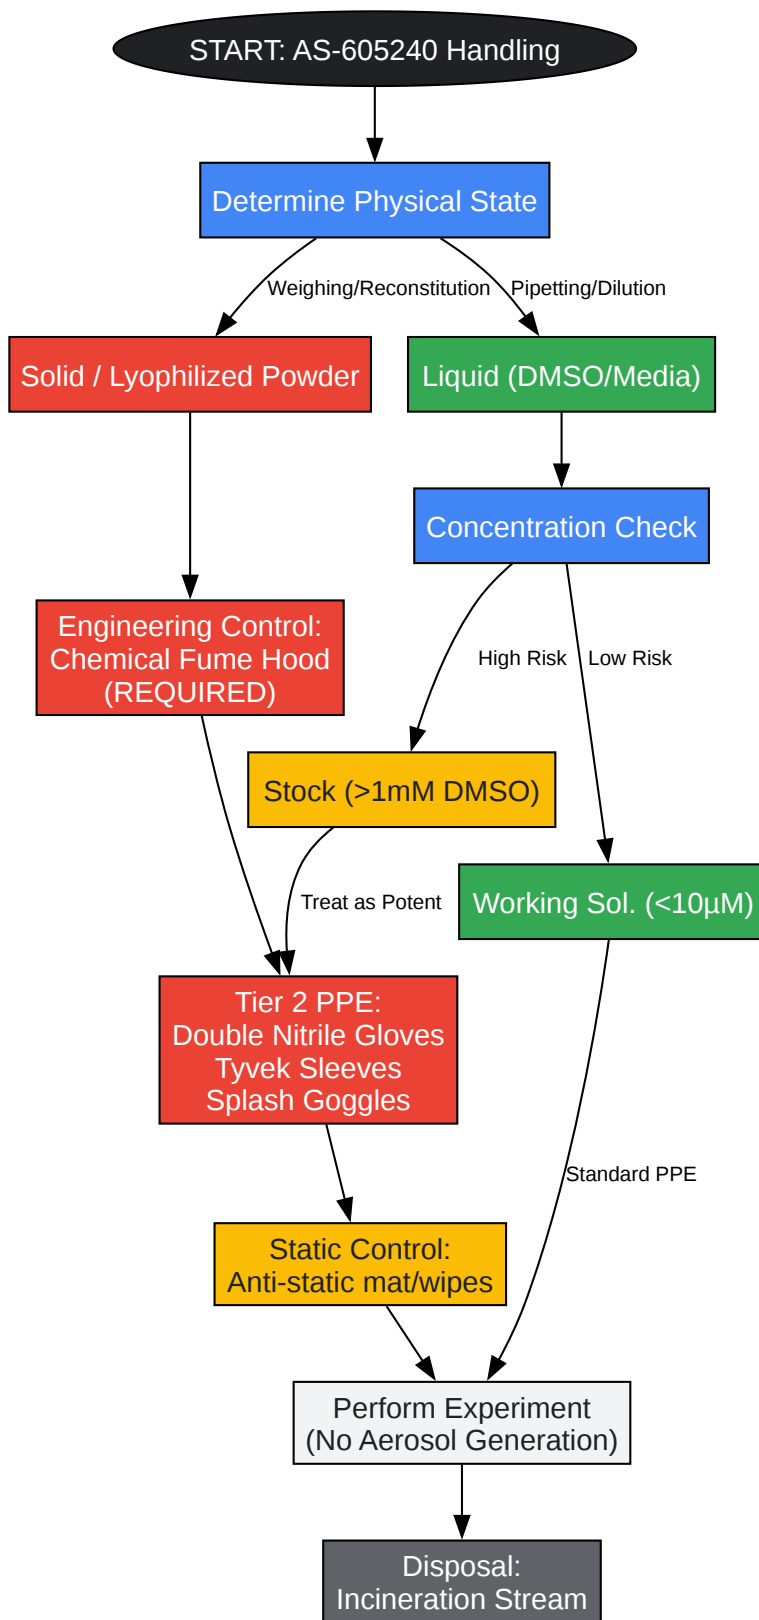 START: AS-605240 Handling
Determine Physical State
Weighing/Reconstitution
Pipetting/Dilution
Solid / Lyophilized Powder
Liquid (DMSO/Media)
Concentration Check
Engineering Control:
Chemical Fume Hood
(REQUIRED)
High Risk
Low Risk
Stock (>1mM DMSO)
Working Sol. (<10µM)
Treat as Potent
Tier 2 PPE:
Double Nitrile Gloves
Tyvek Sleeves
Splash Goggles
Standard PPE
Static Control:
Anti-static mat/wipes
Perform Experiment
(No Aerosol Generation)
Disposal:
Incineration Stream